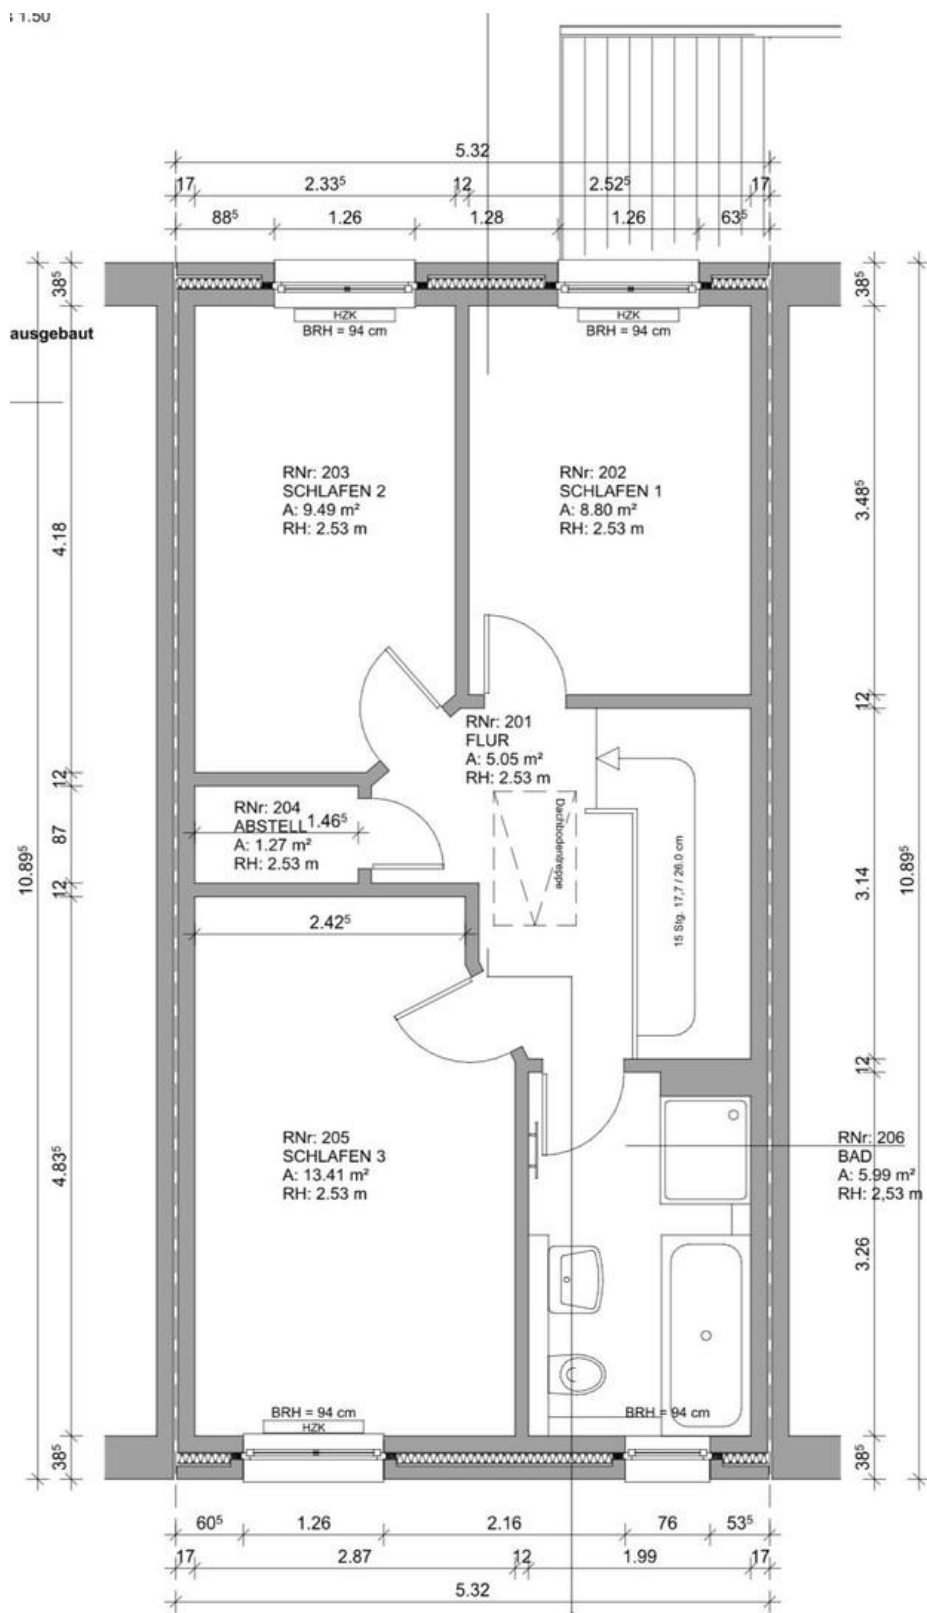 1.50
5.32
17 2.33⁵ 12 2.52⁵ 17
88⁵ 1.26 1.28 1.26 63⁵
38⁵ 38⁵
HZK HZK
BRH = 94 cm BRH = 94 cm
ausgebaut
RNr: 203
SCHLAFEN 2
A: 9.49 m²
RH: 2.53 m
RNr: 202
SCHLAFEN 1
A: 8.80 m²
RH: 2.53 m
4.18
3.48⁵
12
RNr: 201
FLUR
A: 5.05 m²
RH: 2.53 m
Dachbodentreppe
15 Stg. 17,7 / 26.0 cm
12
87
12
RNr: 204
ABSTELL 1.46⁵
A: 1.27 m²
RH: 2.53 m
10.89⁵
3.14
10.89⁵
2.42⁵
12
RNr: 205
SCHLAFEN 3
A: 13.41 m²
RH: 2.53 m
4.83⁵
RNr: 206
BAD
A: 5.99 m²
RH: 2,53 m
3.26
BRH = 94 cm BRH = 94 cm
HZK
38⁵ 38⁵
60⁵ 1.26 2.16 76 53⁵
17 2.87 12 1.99 17
5.32